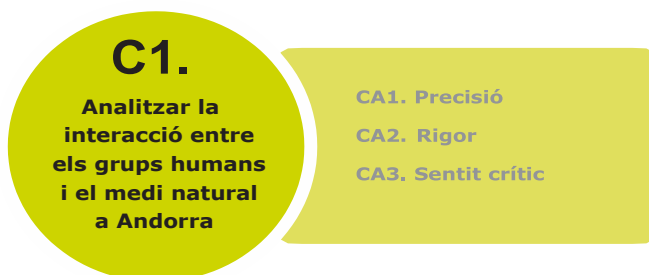 C1.
Analitzar la
interacció entre
els grups humans
i el medi natural
a Andorra
CA1. Precisió
CA2. Rigor
CA3. Sentit crític